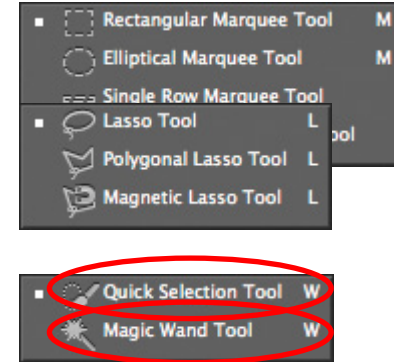 Rectangular Marquee Tool M
Elliptical Marquee Tool M
Single Row Marquee Tool
Lasso Tool L
Polygonal Lasso Tool L
Magnetic Lasso Tool L
Quick Selection Tool W
Magic Wand Tool W